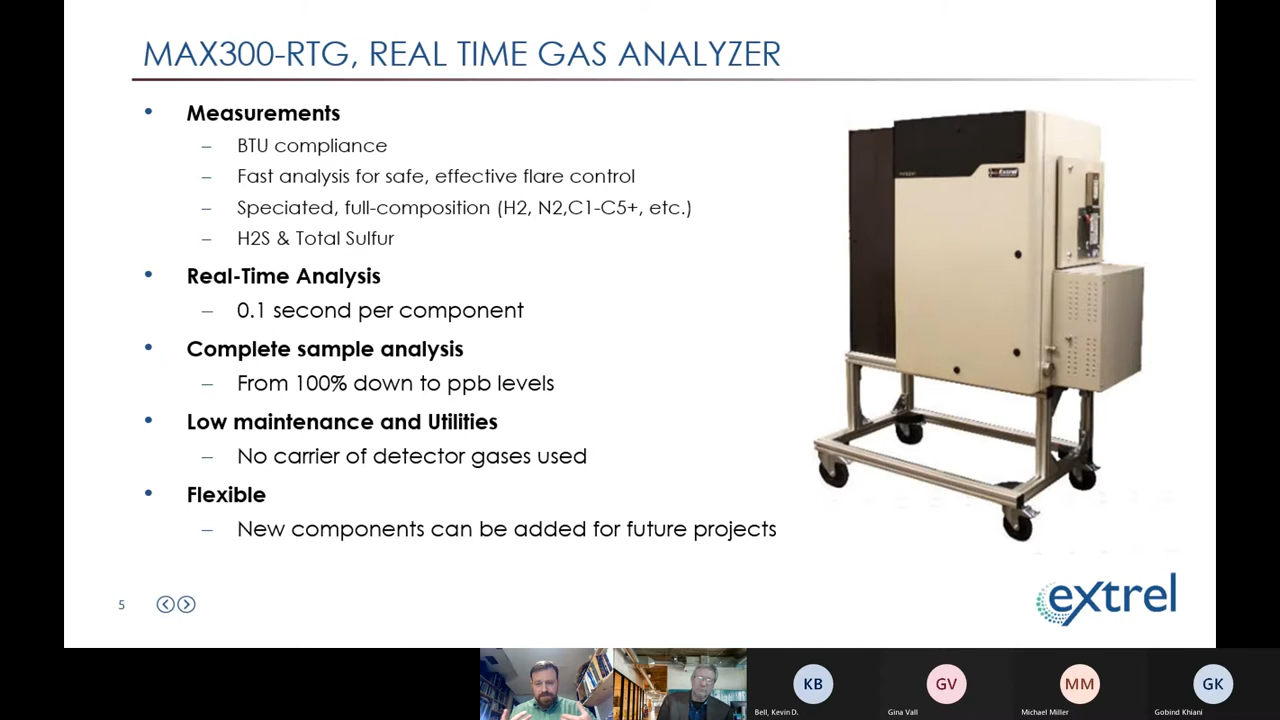 MAX300-RTG, REAL TIME GAS ANALYZER
• Measurements
– BTU compliance
– Fast analysis for safe, effective flare control
– Speciated, full-composition (H2, N2,C1-C5+, etc.)
– H2S & Total Sulfur
• Real-Time Analysis
– 0.1 second per component
• Complete sample analysis
– From 100% down to ppb levels
• Low maintenance and Utilities
– No carrier of detector gases used
• Flexible
– New components can be added for future projects
Extrel
5
extrel
KB
GV
MM
GK
Bell, Kevin D.
Gina Vall
Michael Miller
Gobind Khiani